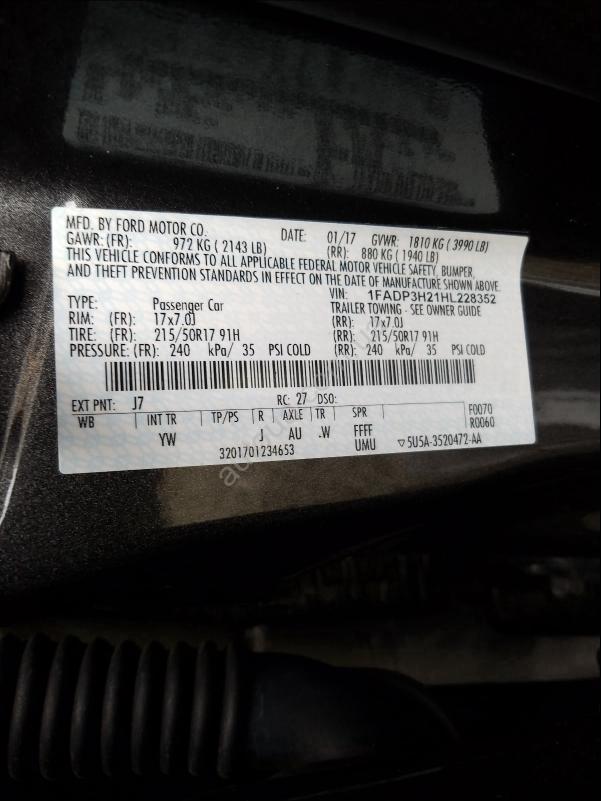 MFD. BY FORD MOTOR CO. DATE: 01/17 GVWR: 1810 KG ( 3990 LB)
GAWR: (FR): 972 KG ( 2143 LB) (RR): 880 KG ( 1940 LB)
THIS VEHICLE CONFORMS TO ALL APPLICABLE FEDERAL MOTOR VEHICLE SAFETY, BUMPER,
AND THEFT PREVENTION STANDARDS IN EFFECT ON THE DATE OF MANUFACTURE SHOWN ABOVE.
VIN: 1FADP3H21HL228352
TYPE: Passenger Car TRAILER TOWING - SEE OWNER GUIDE
RIM: (FR): 17x7.0J (RR): 17x7.0J
TIRE: (FR): 215/50R17 91H (RR): 215/50R17 91H
PRESSURE: (FR): 240 kPa/ 35 PSI COLD (RR): 240 kPa/ 35 PSI COLD
EXT PNT: J7 RC: 27 DSO: F0070
WB INT TR TP/PS R AXLE TR SPR R0060
YW J AU .W FFFF
3201701234653 UMU ▽5U5A-3520472-AA